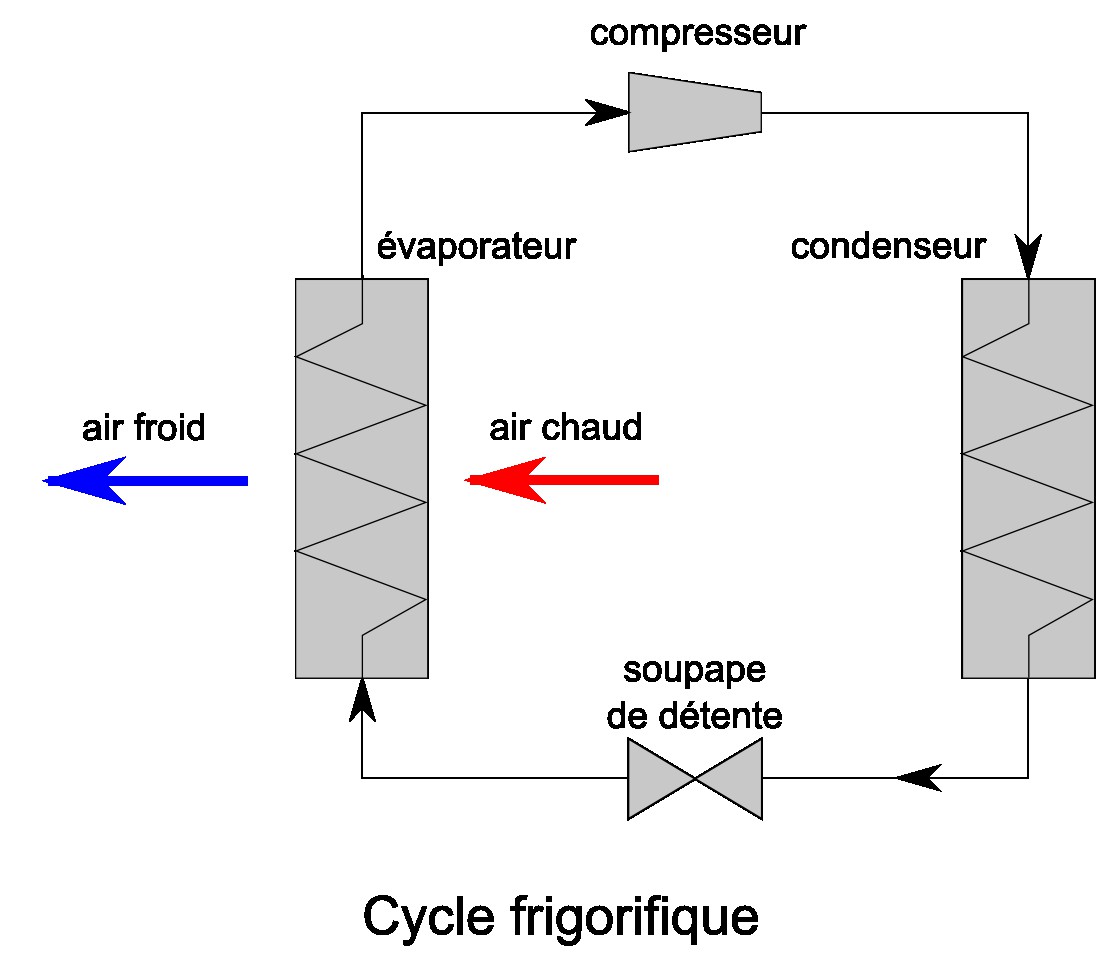 compresseur
évaporateur
condenseur
air froid
air chaud
soupape
de détente
Cycle frigorifique